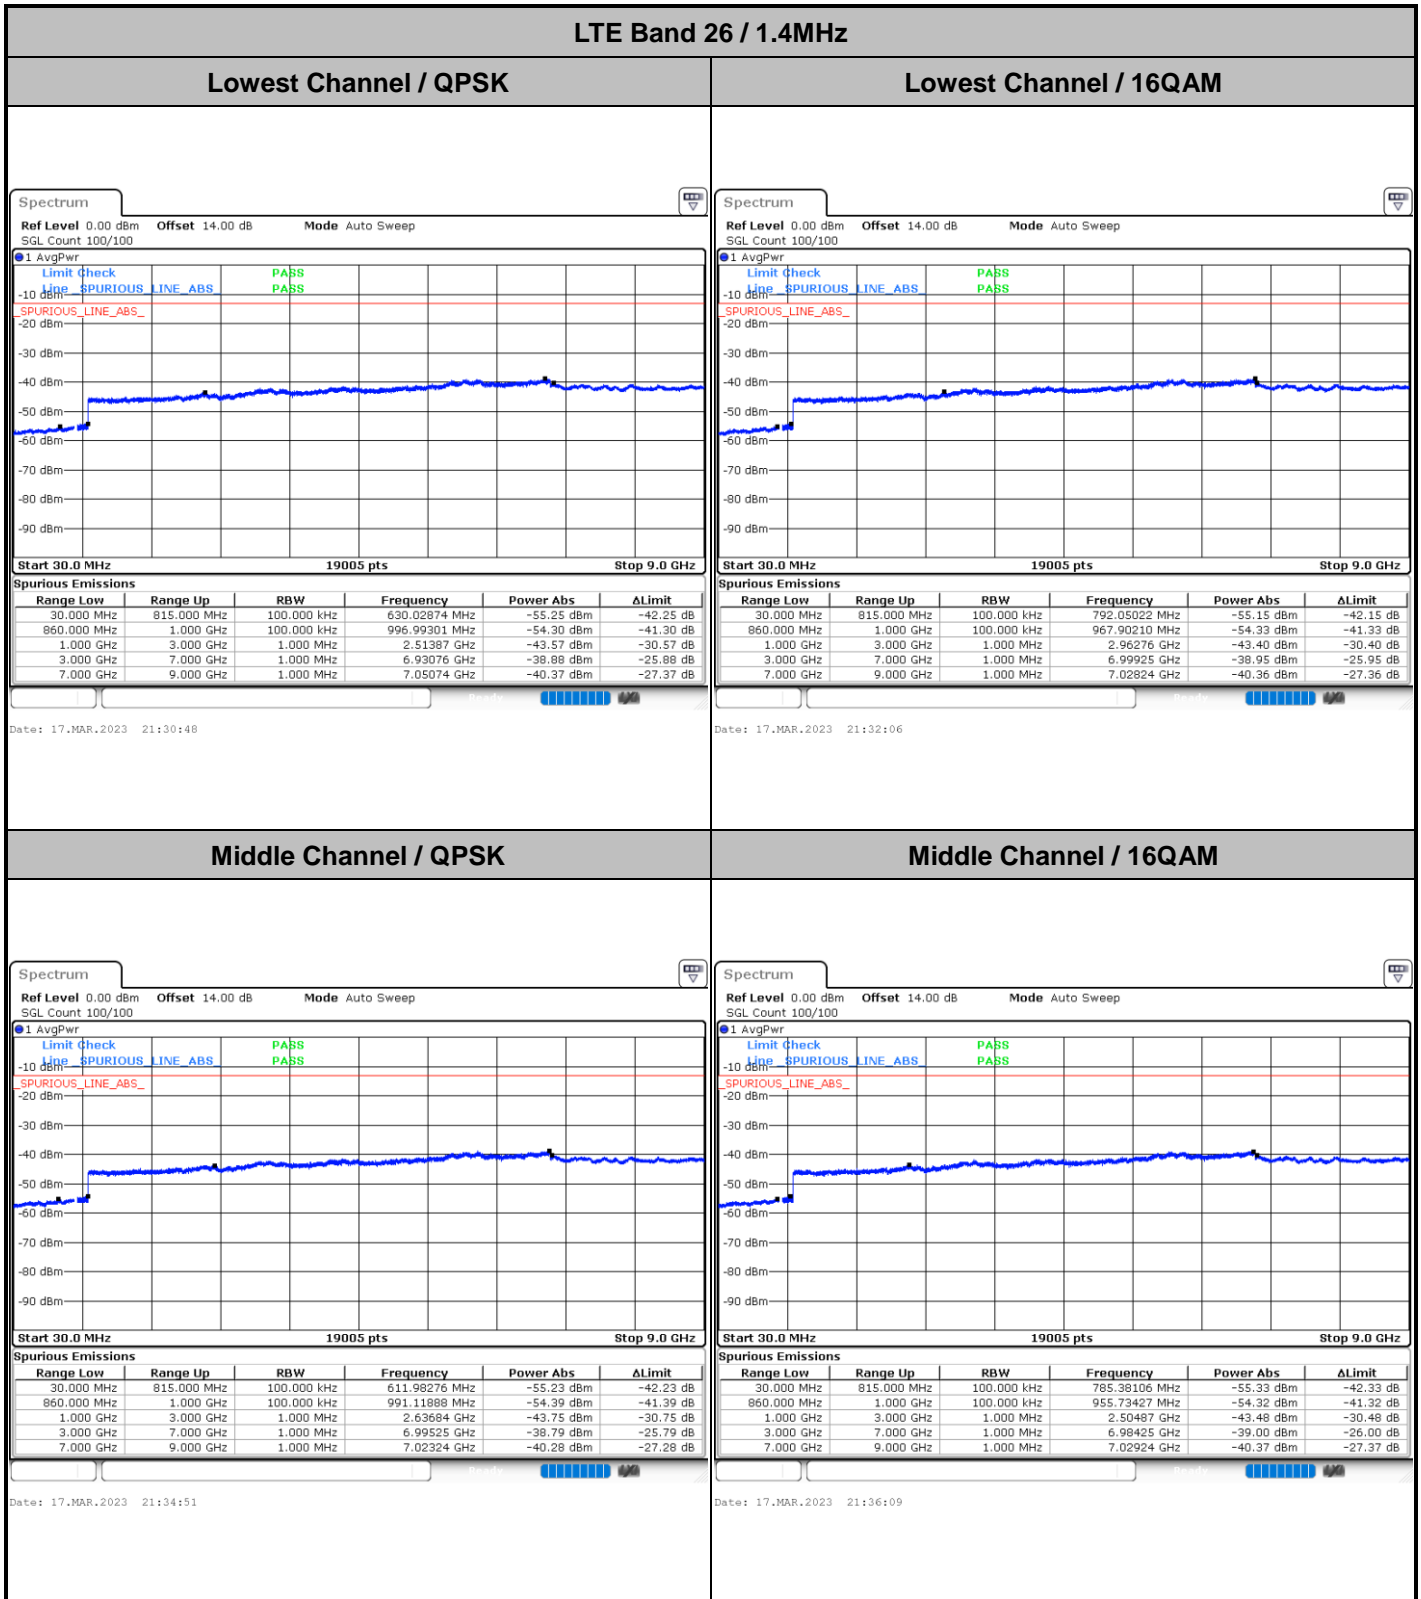 LTE Band 26 / 1.4MHz
Lowest Channel / QPSK
Lowest Channel / 16QAM
Spectrum
Ref Level 0.00 dBm Offset 14.00 dB Mode Auto Sweep
SGL Count 100/100
1 AvgPwr
Limit Check PASS
Line _SPURIOUS_LINE_ABS_ PASS
-10 dBm
_SPURIOUS_LINE_ABS_
-20 dBm
-30 dBm
-40 dBm
-50 dBm
-60 dBm
-70 dBm
-80 dBm
-90 dBm
Start 30.0 MHz 19005 pts Stop 9.0 GHz
Spurious Emissions
Range Low Range Up RBW Frequency Power Abs ΔLimit
30.000 MHz 815.000 MHz 100.000 kHz 630.02874 MHz -55.25 dBm -42.25 dB
860.000 MHz 1.000 GHz 100.000 kHz 996.99301 MHz -54.30 dBm -41.30 dB
1.000 GHz 3.000 GHz 1.000 MHz 2.51387 GHz -43.57 dBm -30.57 dB
3.000 GHz 7.000 GHz 1.000 MHz 6.93076 GHz -38.88 dBm -25.88 dB
7.000 GHz 9.000 GHz 1.000 MHz 7.05074 GHz -40.37 dBm -27.37 dB
Ready
Date: 17.MAR.2023 21:30:48
Spectrum
Ref Level 0.00 dBm Offset 14.00 dB Mode Auto Sweep
SGL Count 100/100
1 AvgPwr
Limit Check PASS
Line _SPURIOUS_LINE_ABS_ PASS
-10 dBm
_SPURIOUS_LINE_ABS_
-20 dBm
-30 dBm
-40 dBm
-50 dBm
-60 dBm
-70 dBm
-80 dBm
-90 dBm
Start 30.0 MHz 19005 pts Stop 9.0 GHz
Spurious Emissions
Range Low Range Up RBW Frequency Power Abs ΔLimit
30.000 MHz 815.000 MHz 100.000 kHz 792.05022 MHz -55.15 dBm -42.15 dB
860.000 MHz 1.000 GHz 100.000 kHz 967.90210 MHz -54.33 dBm -41.33 dB
1.000 GHz 3.000 GHz 1.000 MHz 2.96276 GHz -43.40 dBm -30.40 dB
3.000 GHz 7.000 GHz 1.000 MHz 6.99925 GHz -38.95 dBm -25.95 dB
7.000 GHz 9.000 GHz 1.000 MHz 7.02824 GHz -40.36 dBm -27.36 dB
Ready
Date: 17.MAR.2023 21:32:06
Middle Channel / QPSK
Middle Channel / 16QAM
Spectrum
Ref Level 0.00 dBm Offset 14.00 dB Mode Auto Sweep
SGL Count 100/100
1 AvgPwr
Limit Check PASS
Line _SPURIOUS_LINE_ABS_ PASS
-10 dBm
_SPURIOUS_LINE_ABS_
-20 dBm
-30 dBm
-40 dBm
-50 dBm
-60 dBm
-70 dBm
-80 dBm
-90 dBm
Start 30.0 MHz 19005 pts Stop 9.0 GHz
Spurious Emissions
Range Low Range Up RBW Frequency Power Abs ΔLimit
30.000 MHz 815.000 MHz 100.000 kHz 611.98276 MHz -55.23 dBm -42.23 dB
860.000 MHz 1.000 GHz 100.000 kHz 991.11888 MHz -54.39 dBm -41.39 dB
1.000 GHz 3.000 GHz 1.000 MHz 2.63684 GHz -43.75 dBm -30.75 dB
3.000 GHz 7.000 GHz 1.000 MHz 6.99525 GHz -38.79 dBm -25.79 dB
7.000 GHz 9.000 GHz 1.000 MHz 7.02324 GHz -40.28 dBm -27.28 dB
Ready
Date: 17.MAR.2023 21:34:51
Spectrum
Ref Level 0.00 dBm Offset 14.00 dB Mode Auto Sweep
SGL Count 100/100
1 AvgPwr
Limit Check PASS
Line _SPURIOUS_LINE_ABS_ PASS
-10 dBm
_SPURIOUS_LINE_ABS_
-20 dBm
-30 dBm
-40 dBm
-50 dBm
-60 dBm
-70 dBm
-80 dBm
-90 dBm
Start 30.0 MHz 19005 pts Stop 9.0 GHz
Spurious Emissions
Range Low Range Up RBW Frequency Power Abs ΔLimit
30.000 MHz 815.000 MHz 100.000 kHz 785.38106 MHz -55.33 dBm -42.33 dB
860.000 MHz 1.000 GHz 100.000 kHz 955.73427 MHz -54.32 dBm -41.32 dB
1.000 GHz 3.000 GHz 1.000 MHz 2.50487 GHz -43.48 dBm -30.48 dB
3.000 GHz 7.000 GHz 1.000 MHz 6.98425 GHz -39.00 dBm -26.00 dB
7.000 GHz 9.000 GHz 1.000 MHz 7.02924 GHz -40.37 dBm -27.37 dB
Ready
Date: 17.MAR.2023 21:36:09